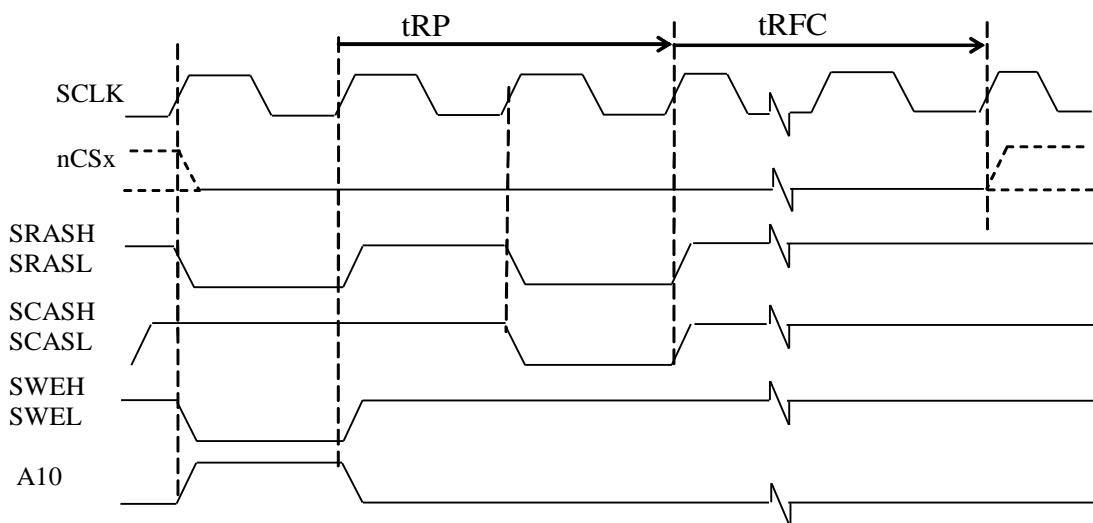 tRP
tRFC
SCLK
nCSx
SRASH
SRASL
SCASH
SCASL
SWEH
SWEL
A10